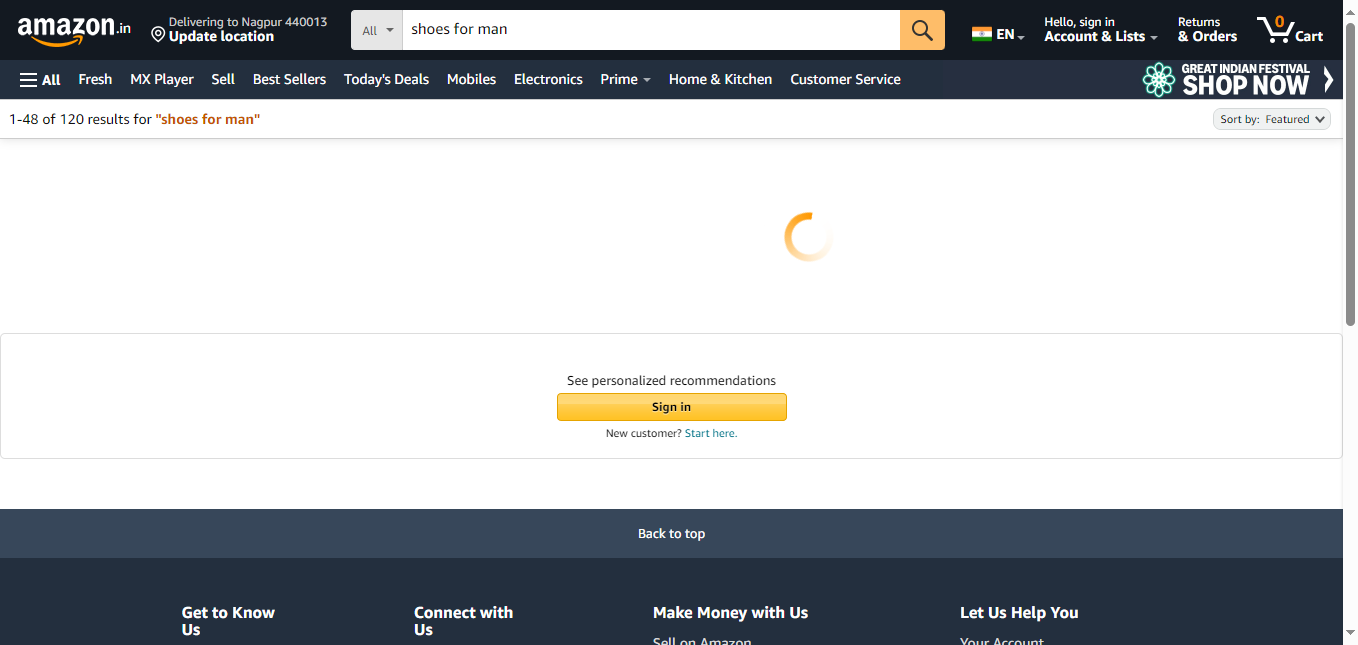 amazon.in
Delivering to Nagpur 440013
Update location
All
shoes for man
EN
Hello, sign in
Account & Lists
Returns
& Orders
0
Cart
All
Fresh
MX Player
Sell
Best Sellers
Today's Deals
Mobiles
Electronics
Prime
Home & Kitchen
Customer Service
GREAT INDIAN FESTIVAL
SHOP NOW
1-48 of 120 results for "shoes for man"
Sort by: Featured
See personalized recommendations
Sign in
New customer? Start here.
Back to top
Get to Know
Us
Connect with
Us
Make Money with Us
Sell on Amazon
Let Us Help You
Your Account